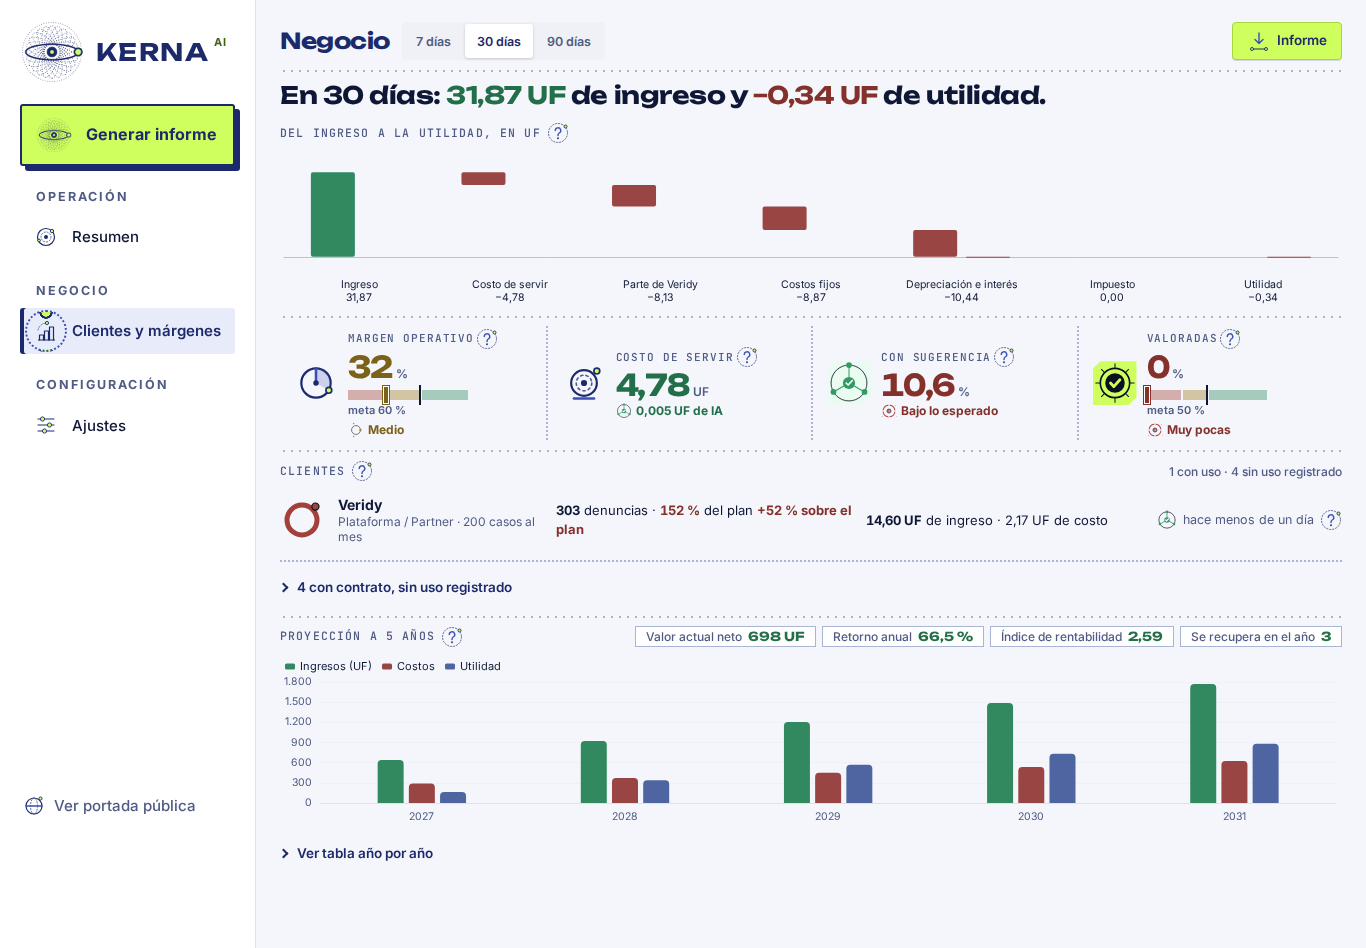 KERNA AI
Generar informe
OPERACIÓN
Resumen
NEGOCIO
Clientes y márgenes
CONFIGURACIÓN
Ajustes
Ver portada pública
Negocio
7 días
30 días
90 días
Informe
En 30 días: 31,87 UF de ingreso y −0,34 UF de utilidad.
DEL INGRESO A LA UTILIDAD, EN UF ?
Ingreso
31,87
Costo de servir
−4,78
Parte de Veridy
−8,13
Costos fijos
−8,87
Depreciación e interés
−10,44
Impuesto
0,00
Utilidad
−0,34
MARGEN OPERATIVO ?
32 %
meta 60 %
Medio
COSTO DE SERVIR ?
4,78 UF
0,005 UF de IA
CON SUGERENCIA ?
10,6 %
Bajo lo esperado
VALORADAS ?
0 %
meta 50 %
Muy pocas
CLIENTES ?
1 con uso · 4 sin uso registrado
Veridy
Plataforma / Partner · 200 casos al
mes
303 denuncias · 152 % del plan +52 % sobre el
plan
14,60 UF de ingreso · 2,17 UF de costo
hace menos de un día ?
4 con contrato, sin uso registrado
PROYECCIÓN A 5 AÑOS ?
Valor actual neto 698 UF
Retorno anual 66,5 %
Índice de rentabilidad 2,59
Se recupera en el año 3
Ingresos (UF) Costos Utilidad
1.800
1.500
1.200
900
600
300
0
2027 2028 2029 2030 2031
Ver tabla año por año